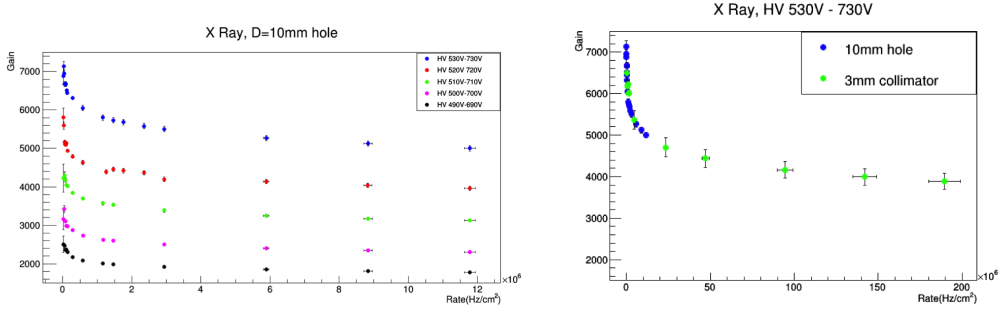 X Ray, D=10mm hole
Gain
HV 530V-730V
HV 520V-720V
HV 510V-710V
HV 500V-700V
HV 490V-690V
7000
6000
5000
4000
3000
2000
0 2 4 6 8 10 12
×10⁶
Rate(Hz/cm²)
X Ray, HV 530V - 730V
Gain
10mm hole
3mm collimator
7000
6000
5000
4000
3000
2000
0 50 100 150 200
×10⁶
Rate(Hz/cm²)